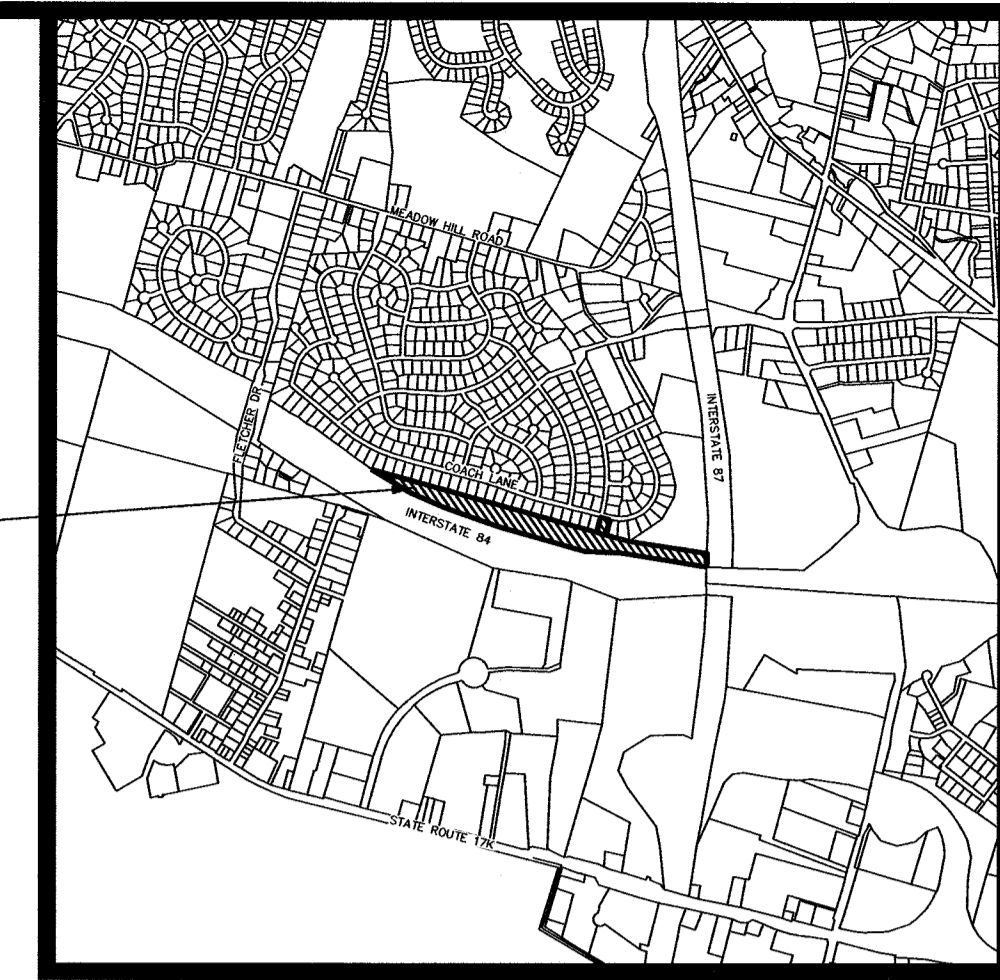 MEADOW HILL ROAD
FLETCHER DR.
INTERSTATE 87
COACH LANE
INTERSTATE 84
STATE ROUTE 17K